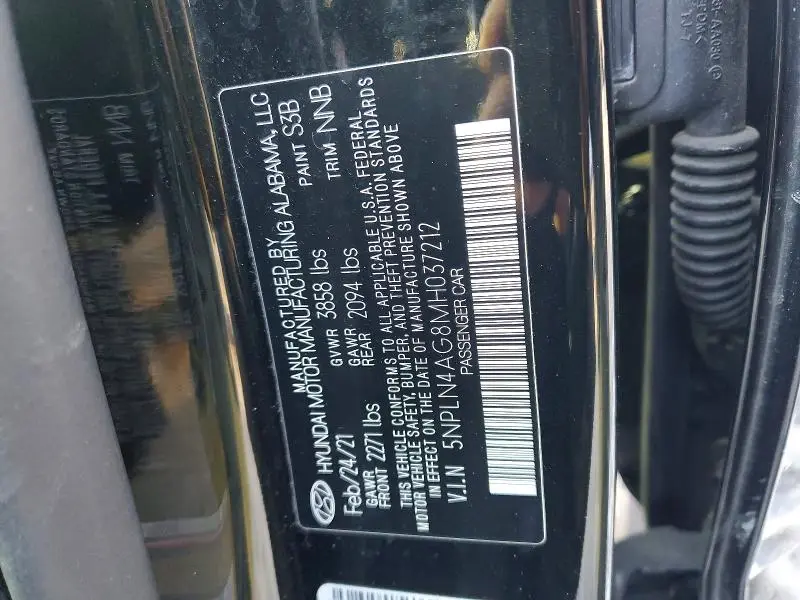 MANUFACTURED BY
HYUNDAI MOTOR MANUFACTURING ALABAMA, LLC
Feb/24/21 GVWR 3858 lbs PAINT S3B
GAWR FRONT 2271 lbs GAWR REAR 2094 lbs TRIM NNB
THIS VEHICLE CONFORMS TO ALL APPLICABLE U.S.A. FEDERAL
MOTOR VEHICLE SAFETY, BUMPER, AND THEFT PREVENTION STANDARDS
IN EFFECT ON THE DATE OF MANUFACTURE SHOWN ABOVE
V.I.N 5NPLN4AG8MH037212
PASSENGER CAR